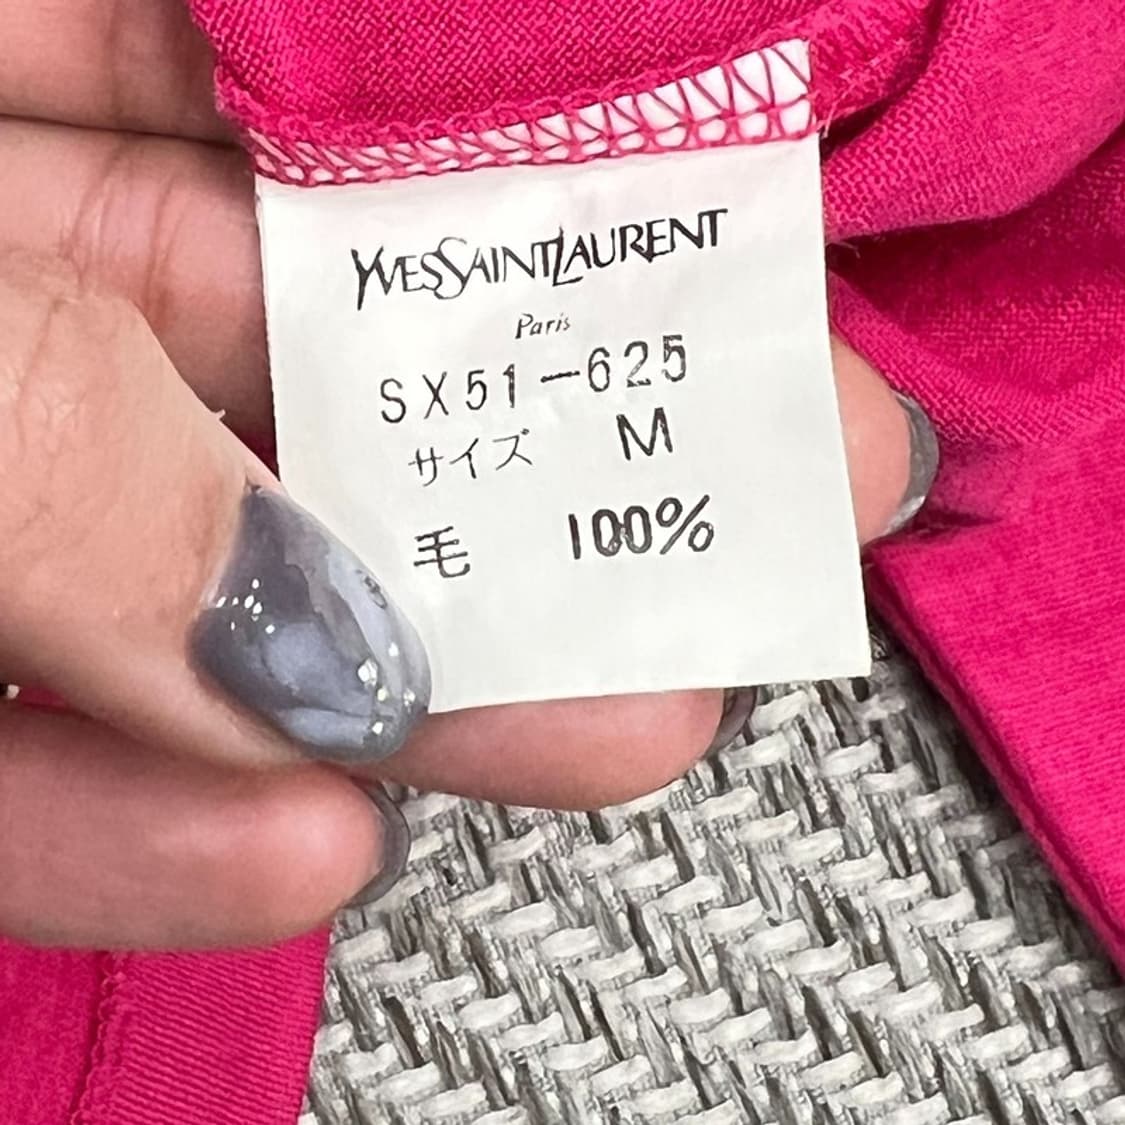 YVESSAINTLAURENT
Paris
SX51-625
サイズ M
毛 100%